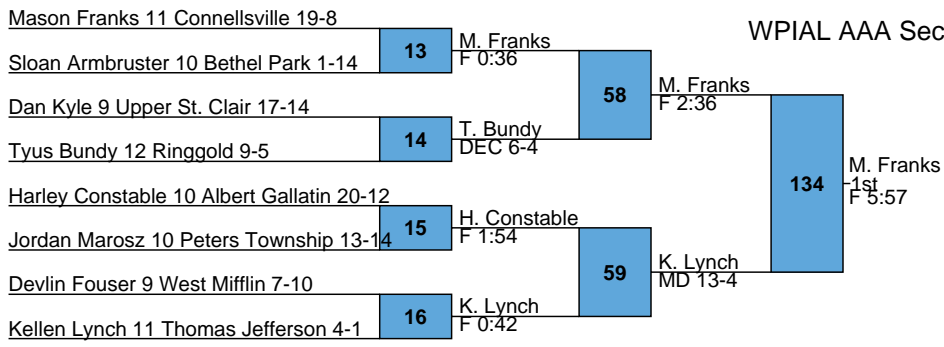 Mason Franks 11 Connellsville 19-8
WPIAL AAA Sec
13
M. Franks
F 0:36
Sloan Armbruster 10 Bethel Park 1-14
58
M. Franks
F 2:36
Dan Kyle 9 Upper St. Clair 17-14
14
T. Bundy
DEC 6-4
Tyus Bundy 12 Ringgold 9-5
134
M. Franks
1st
F 5:57
Harley Constable 10 Albert Gallatin 20-12
15
H. Constable
F 1:54
Jordan Marosz 10 Peters Township 13-14
59
K. Lynch
MD 13-4
Devlin Fouser 9 West Mifflin 7-10
16
K. Lynch
F 0:42
Kellen Lynch 11 Thomas Jefferson 4-1